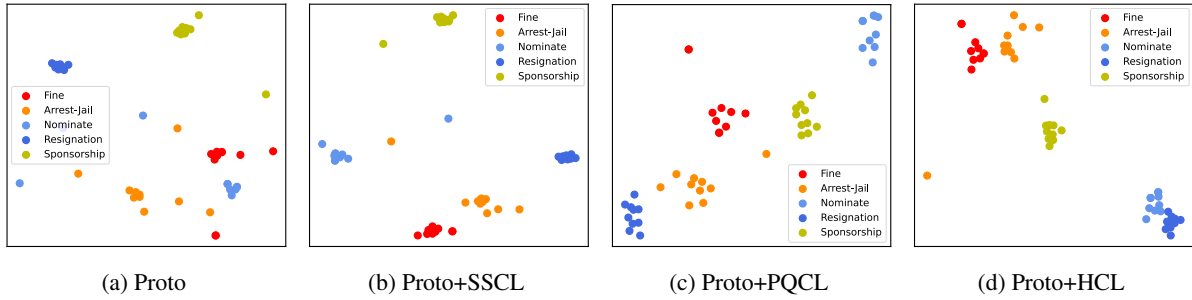 Fine
Arrest-Jail
Nominate
Resignation
Sponsorship
(a) Proto
Fine
Arrest-Jail
Nominate
Resignation
Sponsorship
(b) Proto+SSCL
Fine
Arrest-Jail
Nominate
Resignation
Sponsorship
(c) Proto+PQCL
Fine
Arrest-Jail
Nominate
Resignation
Sponsorship
(d) Proto+HCL